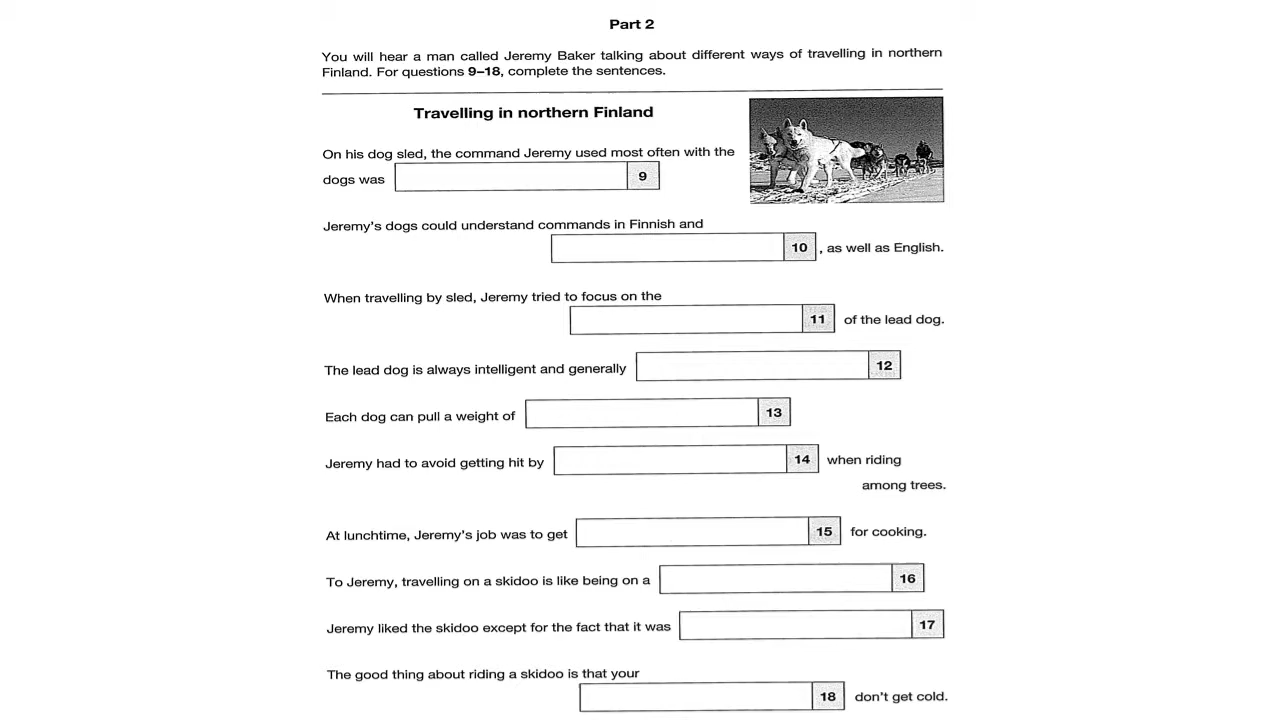 Part 2
You will hear a man called Jeremy Baker talking about different ways of travelling in northern
Finland. For questions 9–18, complete the sentences.
Travelling in northern Finland
On his dog sled, the command Jeremy used most often with the
dogs was 9
Jeremy's dogs could understand commands in Finnish and
10 , as well as English.
When travelling by sled, Jeremy tried to focus on the
11 of the lead dog.
The lead dog is always intelligent and generally 12
Each dog can pull a weight of 13
Jeremy had to avoid getting hit by 14 when riding
among trees.
At lunchtime, Jeremy's job was to get 15 for cooking.
To Jeremy, travelling on a skidoo is like being on a 16
Jeremy liked the skidoo except for the fact that it was 17
The good thing about riding a skidoo is that your
18 don't get cold.